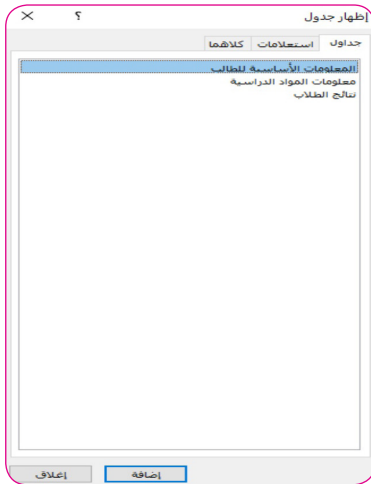 إظهار جدول ؟ ×
جداول استعلامات كلاهما
المعلومات الأساسية للطالب
معلومات المواد الدراسية
نتائج الطلاب
إضافة إغلاق